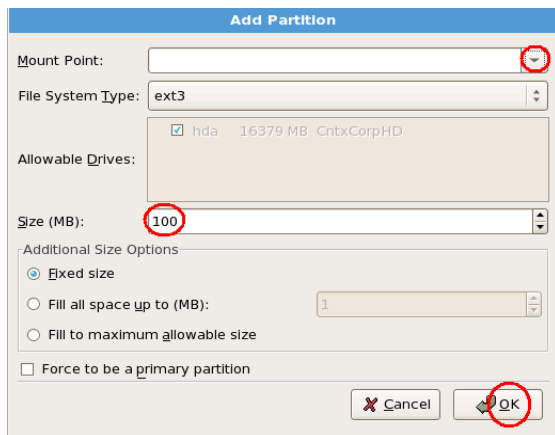 Add Partition
Mount Point:
File System Type: ext3
hda 16379 MB CntxCorpHD
Allowable Drives:
Size (MB): 100
Additional Size Options
Fixed size
Fill all space up to (MB): 1
Fill to maximum allowable size
Force to be a primary partition
Cancel OK